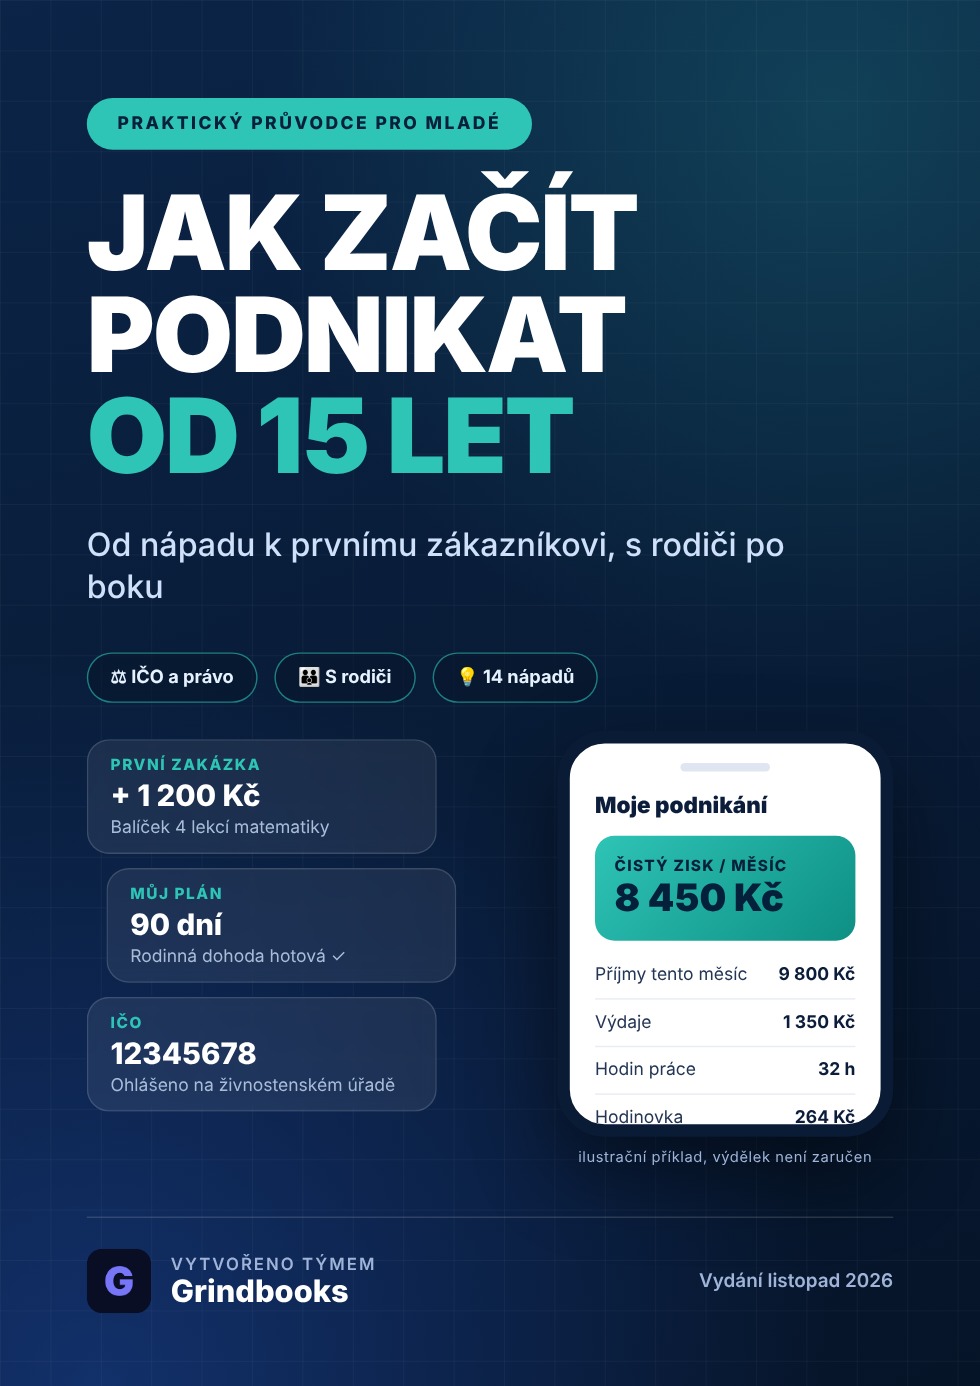 PRAKTICKÝ PRŮVODCE PRO MLADÉ
JAK ZAČÍT
PODNIKAT
OD 15 LET
Od nápadu k prvnímu zákazníkovi, s rodiči po
boku
⚖ IČO a právo
👪 S rodiči
💡 14 nápadů
PRVNÍ ZAKÁZKA
+ 1 200 Kč
Balíček 4 lekcí matematiky
MŮJ PLÁN
90 dní
Rodinná dohoda hotová ✓
IČO
12345678
Ohlášeno na živnostenském úřadě
Moje podnikání
ČISTÝ ZISK / MĚSÍC
8 450 Kč
Příjmy tento měsíc 9 800 Kč
Výdaje 1 350 Kč
Hodin práce 32 h
Hodinovka 264 Kč
ilustrační příklad, výdělek není zaručen
G
VYTVOŘENO TÝMEM
Grindbooks
Vydání listopad 2026